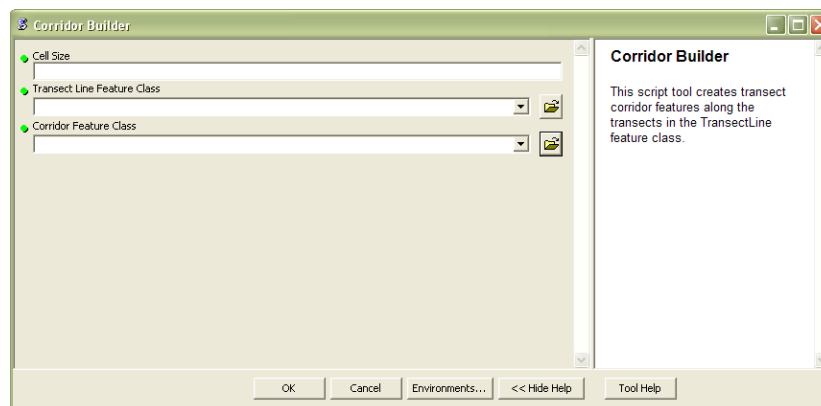 Corridor Builder
Cell Size
Transect Line Feature Class
Corridor Feature Class
Corridor Builder
This script tool creates transect
corridor features along the
transects in the TransectLine
feature class.
OK
Cancel
Environments...
<< Hide Help
Tool Help